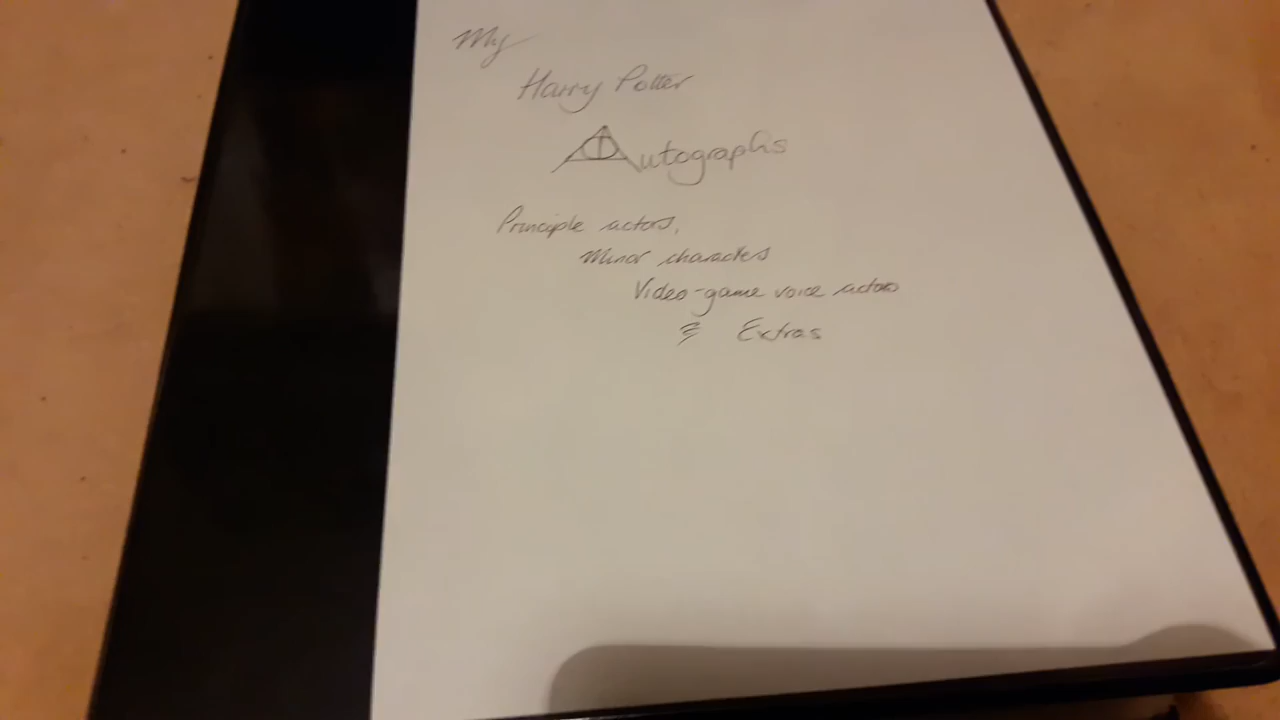 My
Harry Potter
Autographs
Principle actors,
Minor characters
Video-game voice actors
& Extras